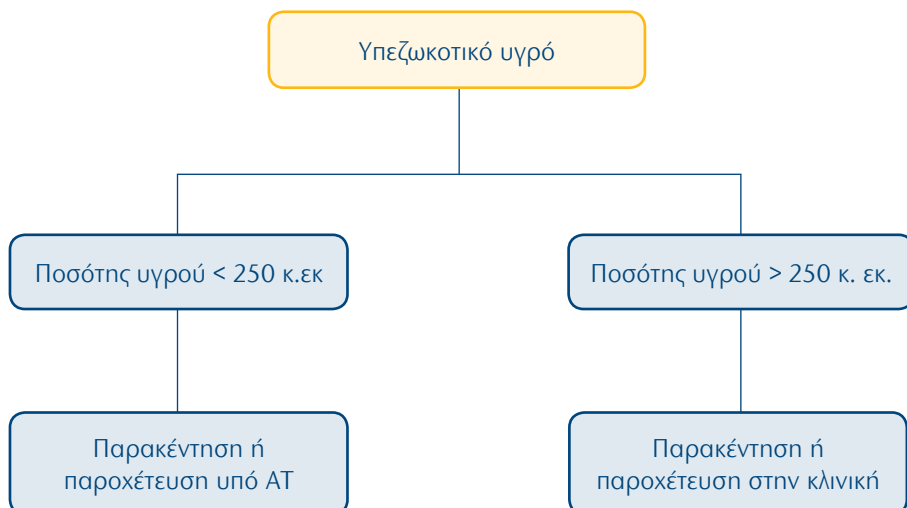 Υπεζωκοτικό υγρό
Ποσότης υγρού < 250 κ.εκ
Ποσότης υγρού > 250 κ. εκ.
Παρακέντηση ή
παροχέτευση υπό ΑΤ
Παρακέντηση ή
παροχέτευση στην κλινική